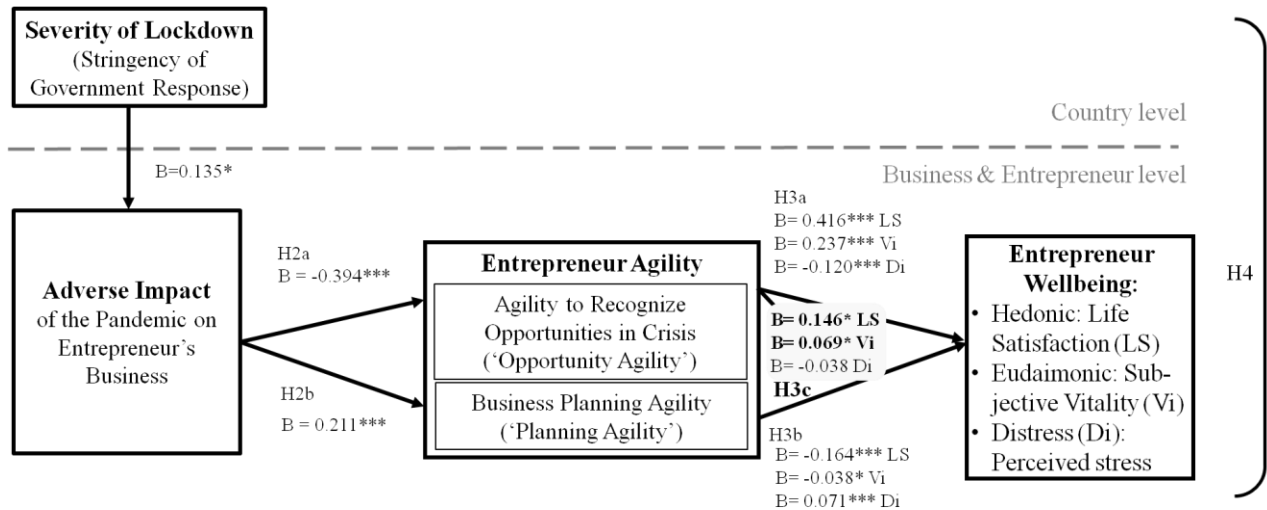 Severity of Lockdown
(Stringency of
Government Response)
Country level
B=0.135*
Business & Entrepreneur level
Adverse Impact
of the Pandemic on
Entrepreneur's
Business
H2a
B = -0.394***
H2b
B = 0.211***
Entrepreneur Agility
Agility to Recognize
Opportunities in Crisis
('Opportunity Agility')
Business Planning Agility
('Planning Agility')
H3a
B= 0.416*** LS
B= 0.237*** Vi
B= -0.120*** Di
B= 0.146* LS
B= 0.069* Vi
B= -0.038 Di
H3c
H3b
B= -0.164*** LS
B= -0.038* Vi
B= 0.071*** Di
Entrepreneur
Wellbeing:
• Hedonic: Life
Satisfaction (LS)
• Eudaimonic: Sub-
jective Vitality (Vi)
• Distress (Di):
Perceived stress
H4